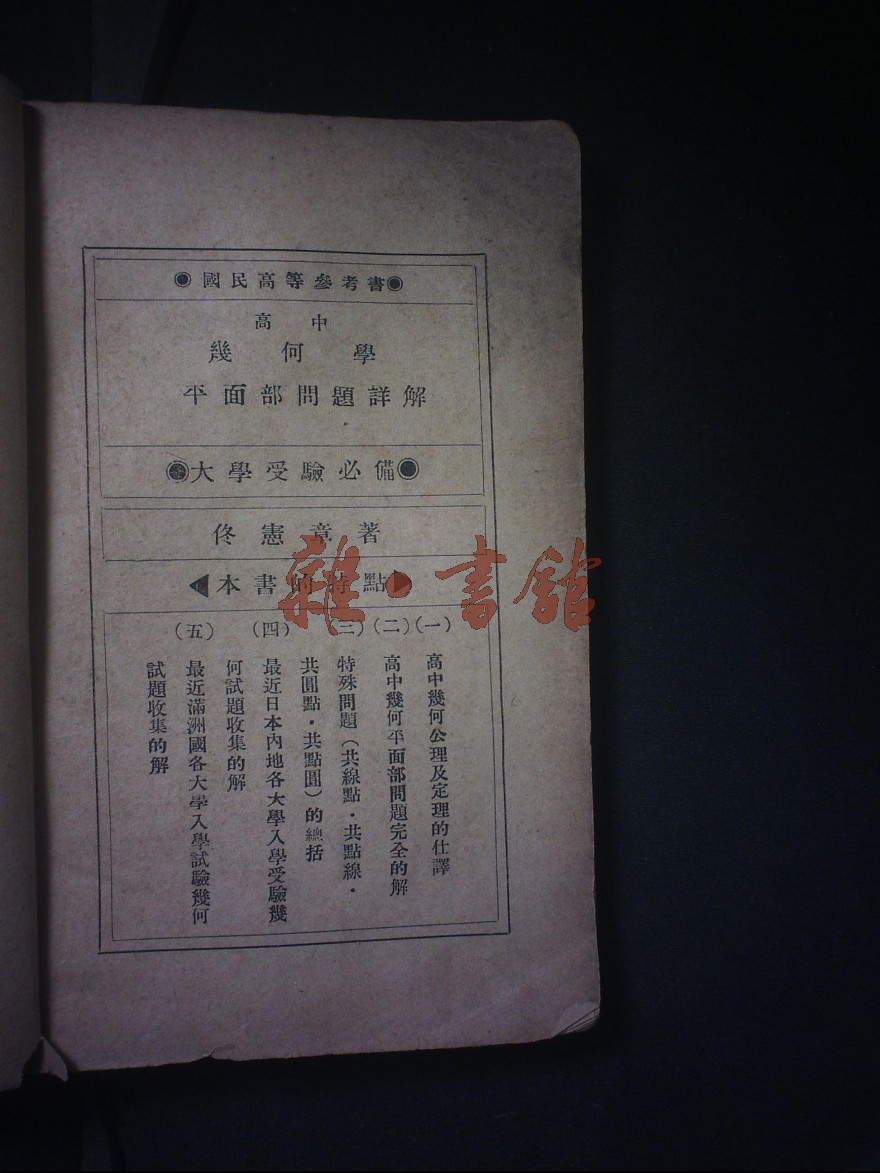 國民高等參考書
高中
幾何學
平面部問題詳解
大學受驗必備
佟憲章著
本書的特點
(一)
高中幾何公理及定理的仕譯
(二)
高中幾何平面部問題完全的解
(三)
特殊問題(共線點·共點線·
共圓點·共點圓)的總括
(四)
最近日本內地各大學入學受驗幾
何試題收集的解
(五)
最近滿洲國各大學入學試驗幾何
試題收集的解
雜·書館